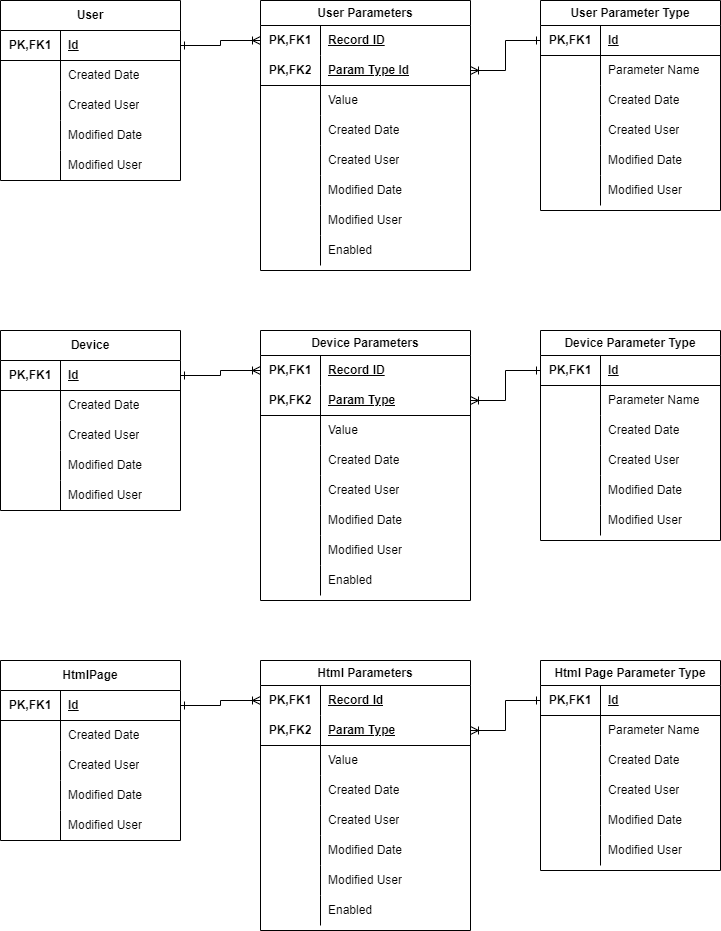 User
PK,FK1 Id
Created Date
Created User
Modified Date
Modified User
User Parameters
PK,FK1 Record ID
PK,FK2 Param Type Id
Value
Created Date
Created User
Modified Date
Modified User
Enabled
User Parameter Type
PK,FK1 Id
Parameter Name
Created Date
Created User
Modified Date
Modified User
Device
PK,FK1 Id
Created Date
Created User
Modified Date
Modified User
Device Parameters
PK,FK1 Record ID
PK,FK2 Param Type
Value
Created Date
Created User
Modified Date
Modified User
Enabled
Device Parameter Type
PK,FK1 Id
Parameter Name
Created Date
Created User
Modified Date
Modified User
HtmlPage
PK,FK1 Id
Created Date
Created User
Modified Date
Modified User
Html Parameters
PK,FK1 Record Id
PK,FK2 Param Type
Value
Created Date
Created User
Modified Date
Modified User
Enabled
Html Page Parameter Type
PK,FK1 Id
Parameter Name
Created Date
Created User
Modified Date
Modified User